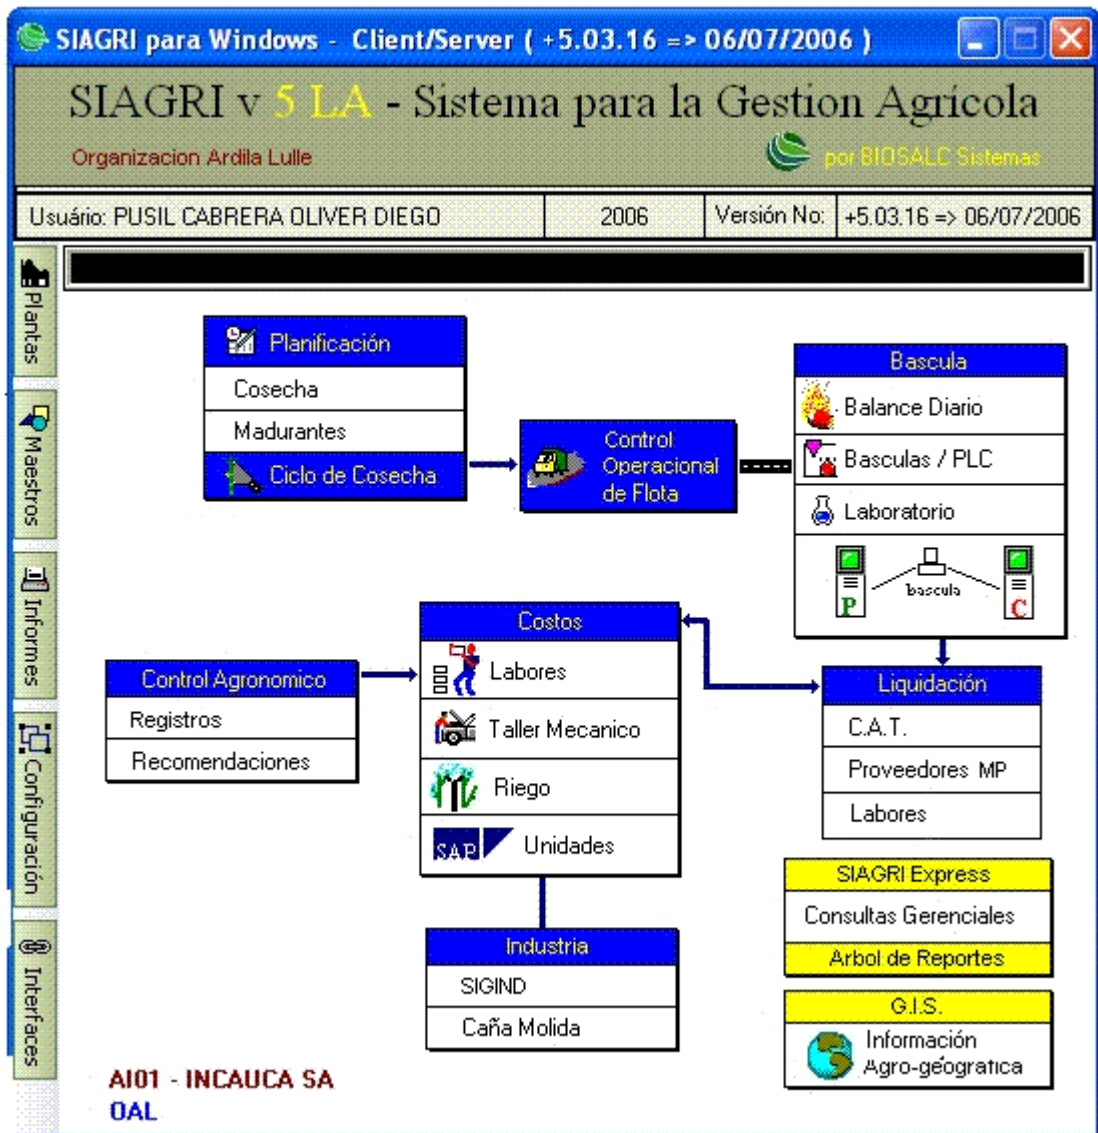 SIAGRI para Windows - Client/Server ( +5.03.16 => 06/07/2006 )
SIAGRI v 5 LA - Sistema para la Gestion Agrícola
Organizacion Ardila Lulle
por BIOSALC Sistemas
Usuário: PUSIL CABRERA OLIVER DIEGO
2006
Versión No:
+5.03.16 => 06/07/2006
Plantas
Maestros
Informes
Configuración
Interfaces
Planificación
Cosecha
Madurantes
Ciclo de Cosecha
Control
Operacional
de Flota
Bascula
Balance Diario
Basculas / PLC
Laboratorio
bascula
P
C
Control Agronomico
Registros
Recomendaciones
Costos
Labores
Taller Mecanico
Riego
SAP
Unidades
Liquidación
C.A.T.
Proveedores MP
Labores
Industria
SIGIND
Caña Molida
SIAGRI Express
Consultas Gerenciales
Arbol de Reportes
G.I.S.
Información
Agro-geográtıca
AI01 - INCAUCA SA
OAL